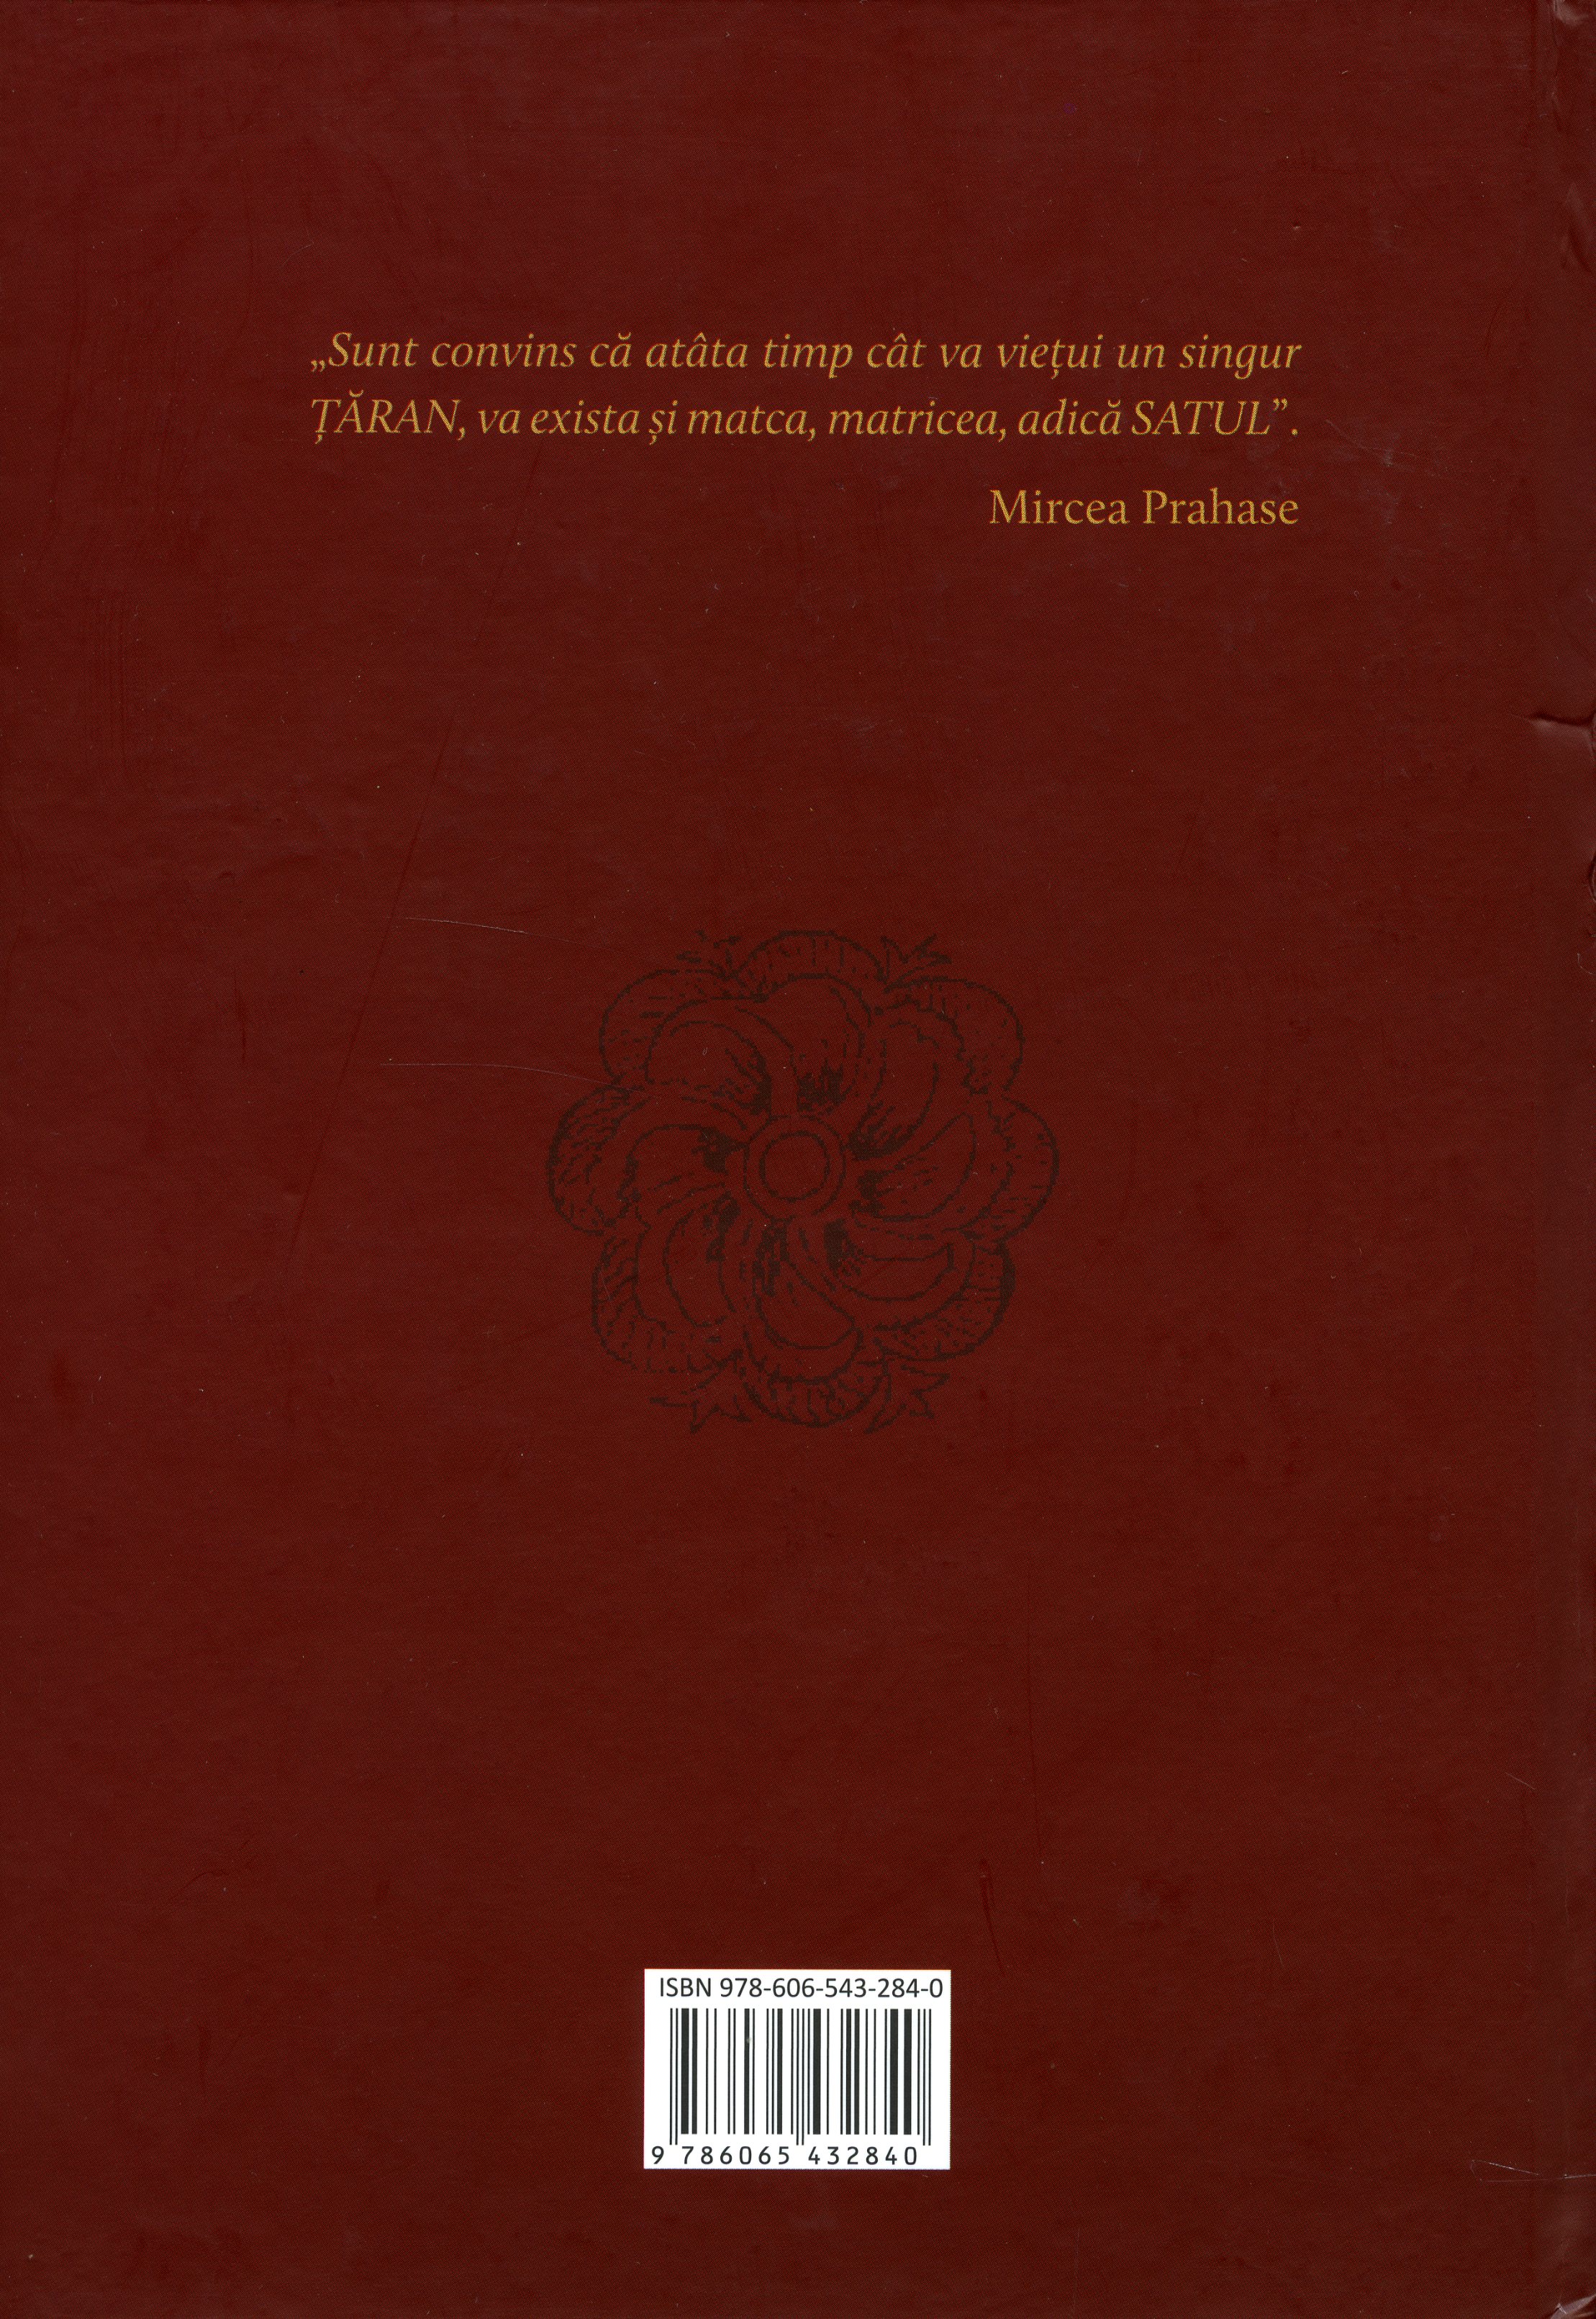 „Sunt convins că atâta timp cât va viețui un singur
ȚĂRAN, va exista și matca, matricea, adică SATUL”.
Mircea Prahase
ISBN 978-606-543-284-0
9 786065 432840